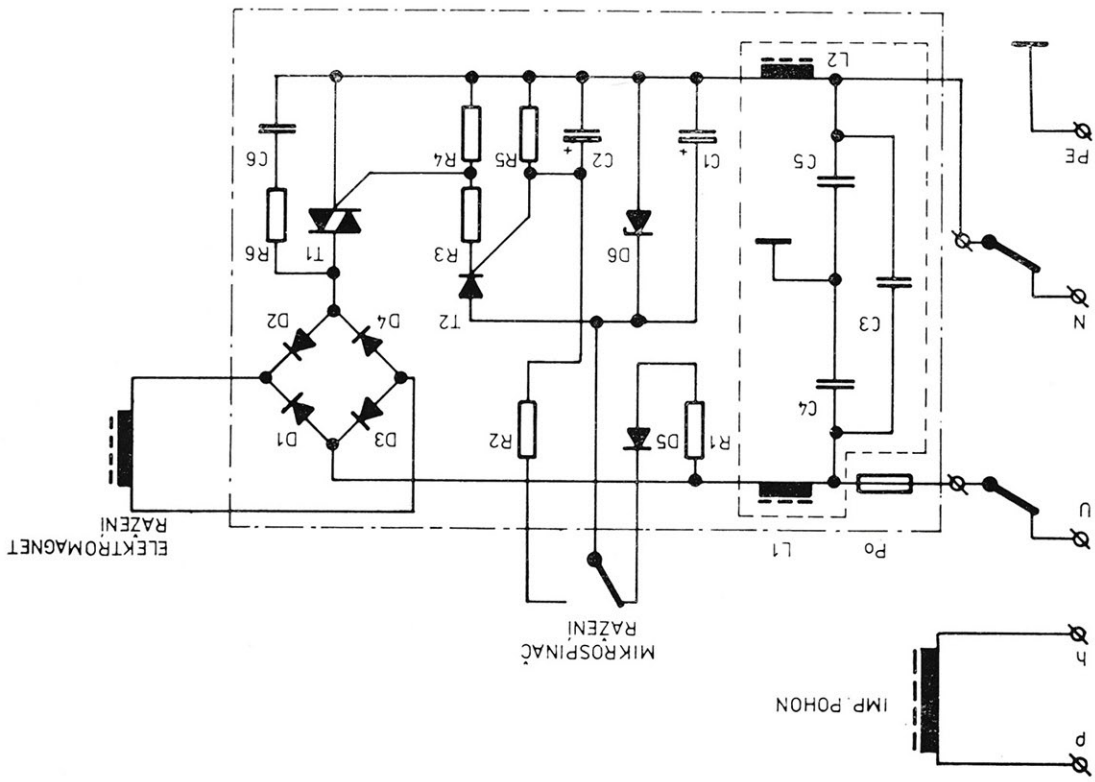 p
IMP. POHON
h
MIKROSPÍNAČ
RAŽENÍ
ELEKTROMAGNET
RAŽENÍ
U
Po
L1
R1
D5
R2
D3
D1
C4
N
C3
T2
D4
D2
D6
R3
T1
R6
PE
C5
C1
+
C2
+
R5
R4
C6
L2